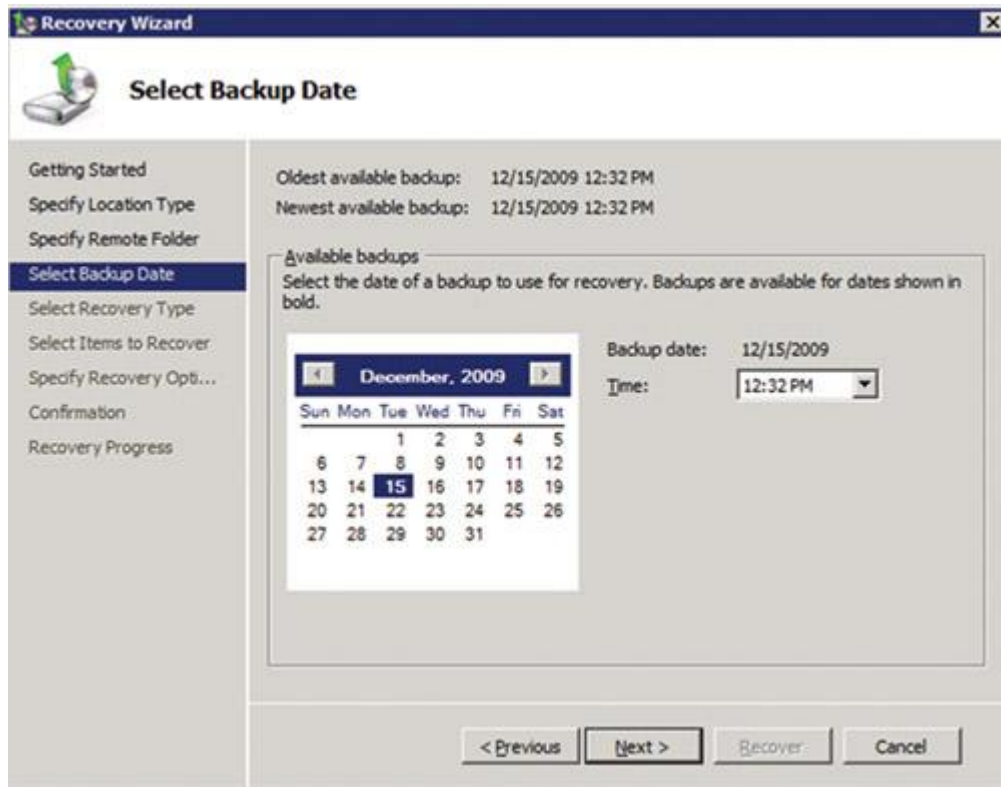 Recovery Wizard
Select Backup Date
Getting Started
Specify Location Type
Specify Remote Folder
Select Backup Date
Select Recovery Type
Select Items to Recover
Specify Recovery Opti...
Confirmation
Recovery Progress
Oldest available backup: 12/15/2009 12:32 PM
Newest available backup: 12/15/2009 12:32 PM
Available backups
Select the date of a backup to use for recovery. Backups are available for dates shown in
bold.
December, 2009
Sun Mon Tue Wed Thu Fri Sat
1 2 3 4 5
6 7 8 9 10 11 12
13 14 15 16 17 18 19
20 21 22 23 24 25 26
27 28 29 30 31
Backup date: 12/15/2009
Time: 12:32 PM
< Previous Next > Recover Cancel